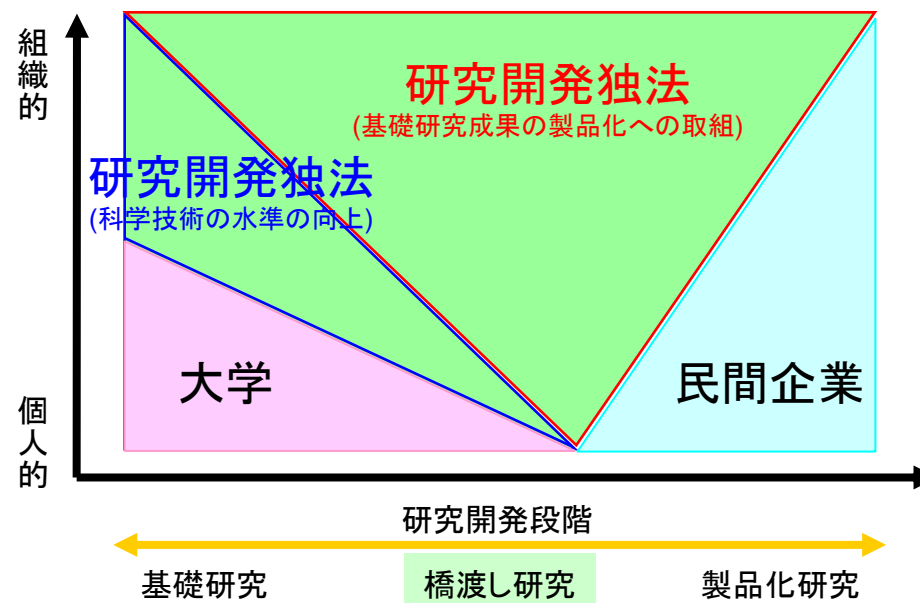 組織的
研究開発独法
(基礎研究成果の製品化への取組)
研究開発独法
(科学技術の水準の向上)
大学
民間企業
個人的
研究開発段階
基礎研究
橋渡し研究
製品化研究